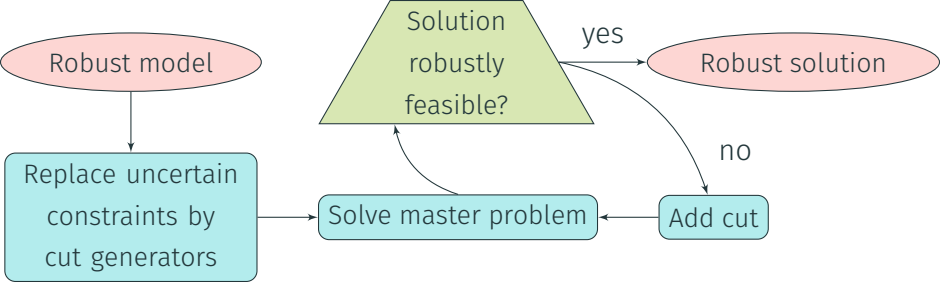 Robust model
Replace uncertain
constraints by
cut generators
Solve master problem
Solution
robustly
feasible?
yes
Robust solution
no
Add cut